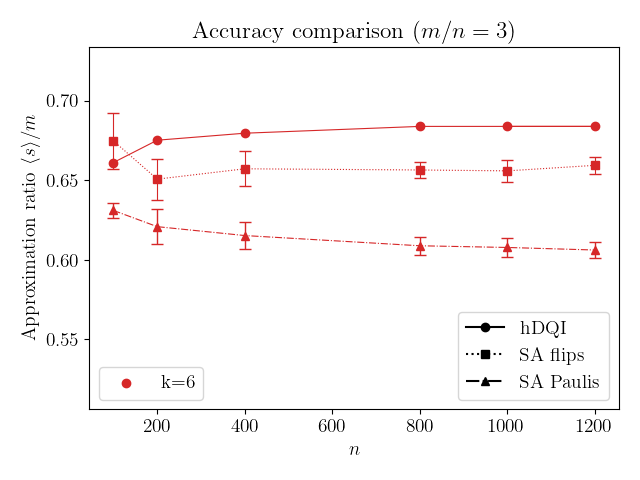 Accuracy comparison (m/n = 3)
Approximation ratio ⟨s⟩/m
0.70
0.65
0.60
0.55
hDQI
SA flips
SA Paulis
k=6
200
400
600
800
1000
1200
n